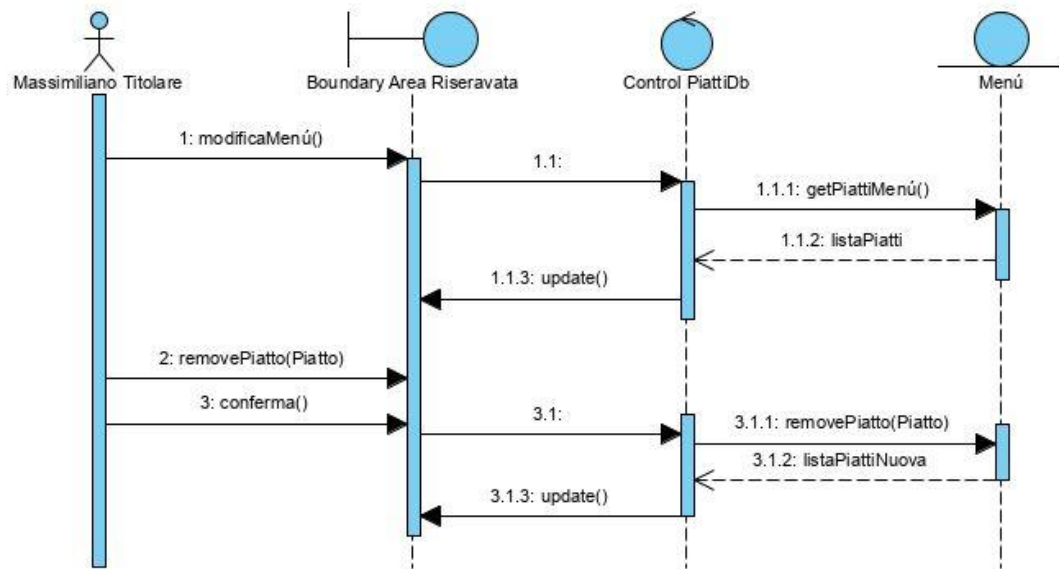 Massimiliano Titolare
Boundary Area Riseravata
Control PiattiDb
Menú
1: modificaMenú()
1.1:
1.1.1: getPiattiMenú()
1.1.2: listaPiatti
1.1.3: update()
2: removePiatto(Piatto)
3: conferma()
3.1:
3.1.1: removePiatto(Piatto)
3.1.2: listaPiattiNuova
3.1.3: update()